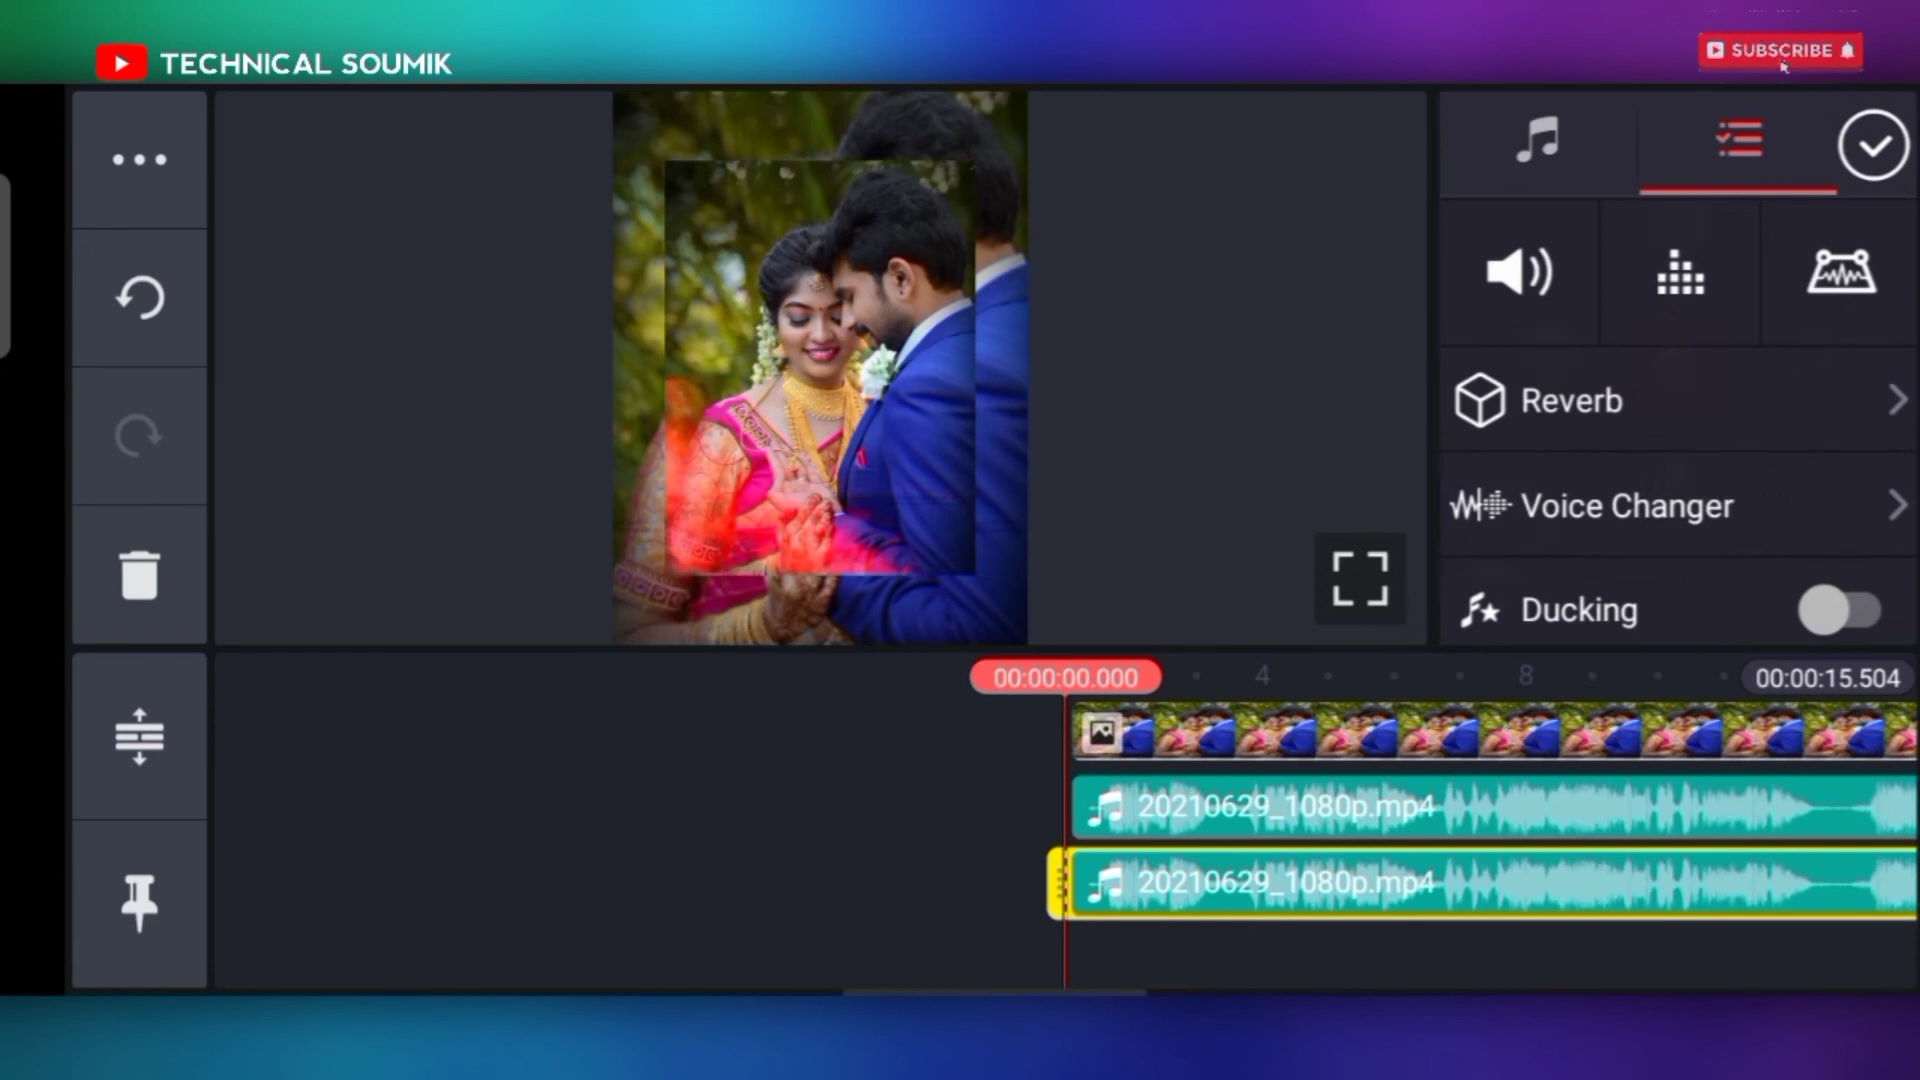 TECHNICAL SOUMIK
SUBSCRIBE
Reverb
Voice Changer
Ducking
00:00:00.000
4
8
00:00:15.504
20210629_1080p.mp4
20210629_1080p.mp4